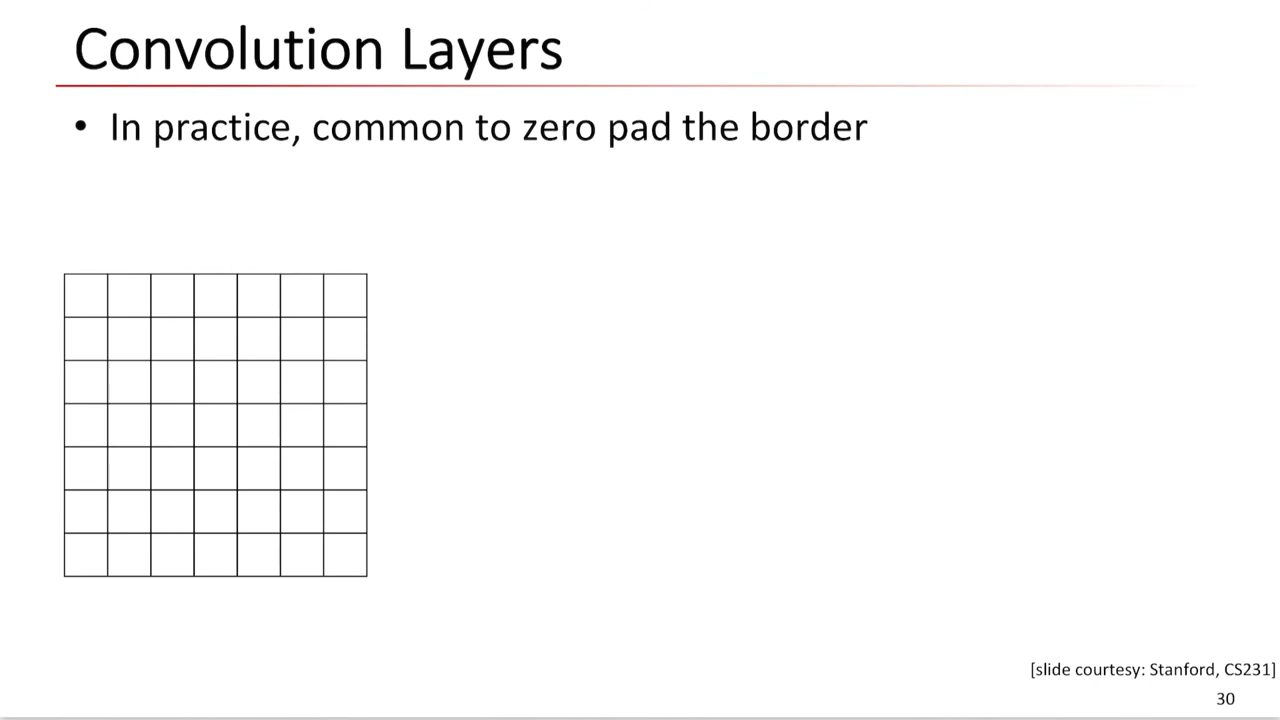 Convolution Layers
• In practice, common to zero pad the border
[slide courtesy: Stanford, CS231]
30